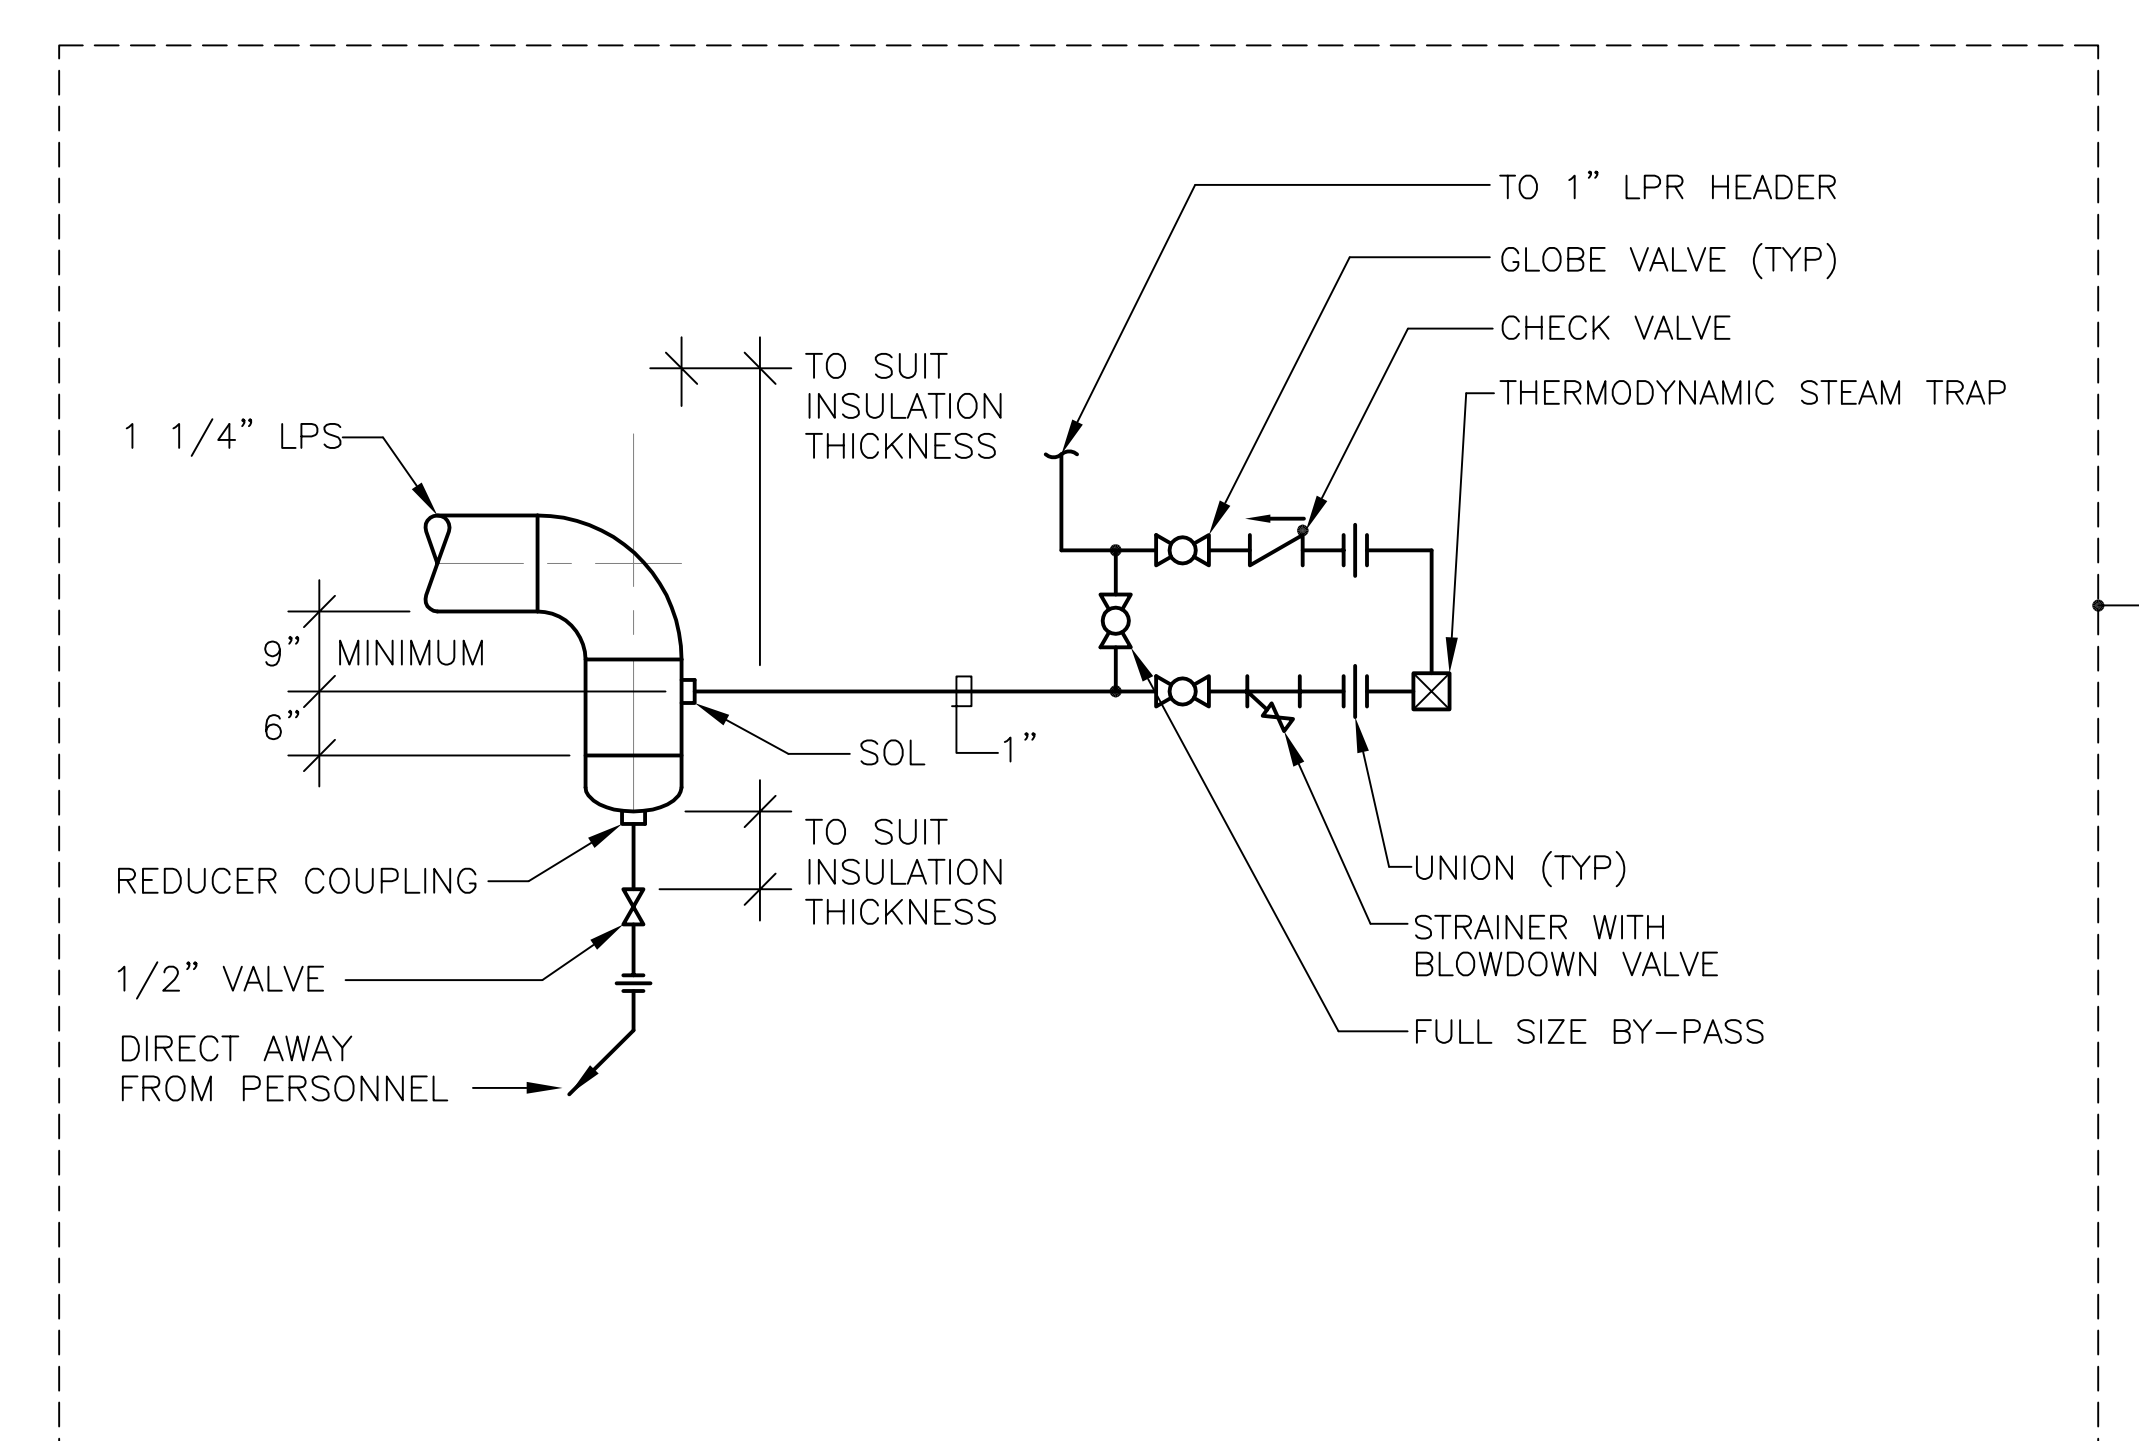 TO 1” LPR HEADER
GLOBE VALVE (TYP)
CHECK VALVE
THERMODYNAMIC STEAM TRAP
TO SUIT
INSULATION
THICKNESS
1 1/4” LPS
9” MINIMUM
6”
SOL
1”
TO SUIT
INSULATION
THICKNESS
REDUCER COUPLING
1/2” VALVE
DIRECT AWAY
FROM PERSONNEL
UNION (TYP)
STRAINER WITH
BLOWDOWN VALVE
FULL SIZE BY-PASS